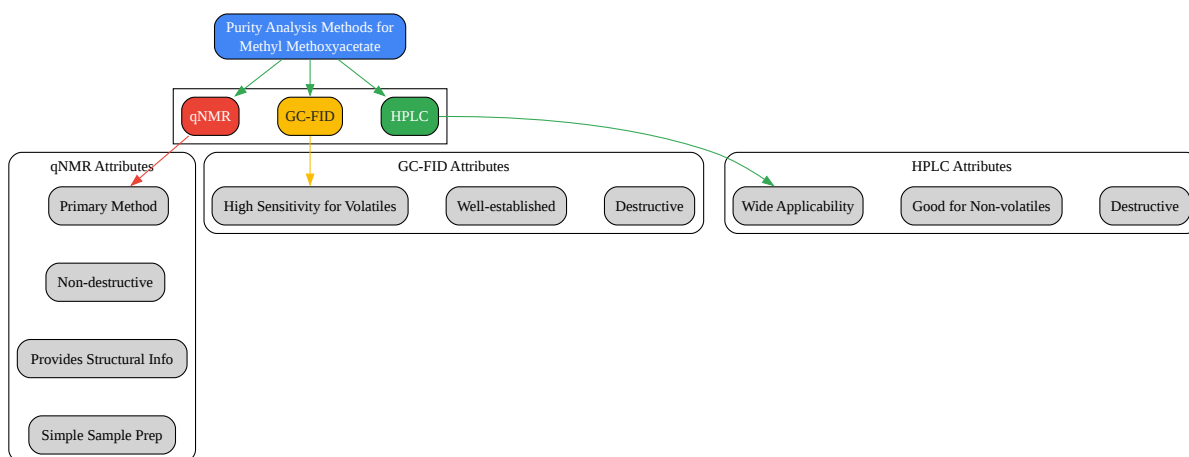 Purity Analysis Methods for
Methyl Methoxyacetate
qNMR
GC-FID
HPLC
qNMR Attributes
Primary Method
Non-destructive
Provides Structural Info
Simple Sample Prep
GC-FID Attributes
High Sensitivity for Volatiles
Well-established
Destructive
HPLC Attributes
Wide Applicability
Good for Non-volatiles
Destructive